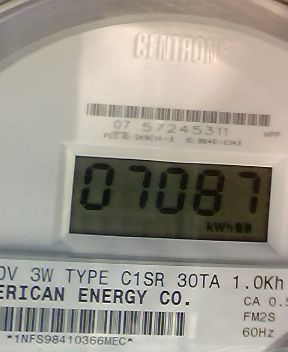 CENTRON®
07 57245311
HPP
07087
kWh
0V 3W TYPE C1SR 30TA 1.0Kh
ERICAN ENERGY CO.
CA 0.5
FM2S
60Hz
*1NFS98410366MEC*